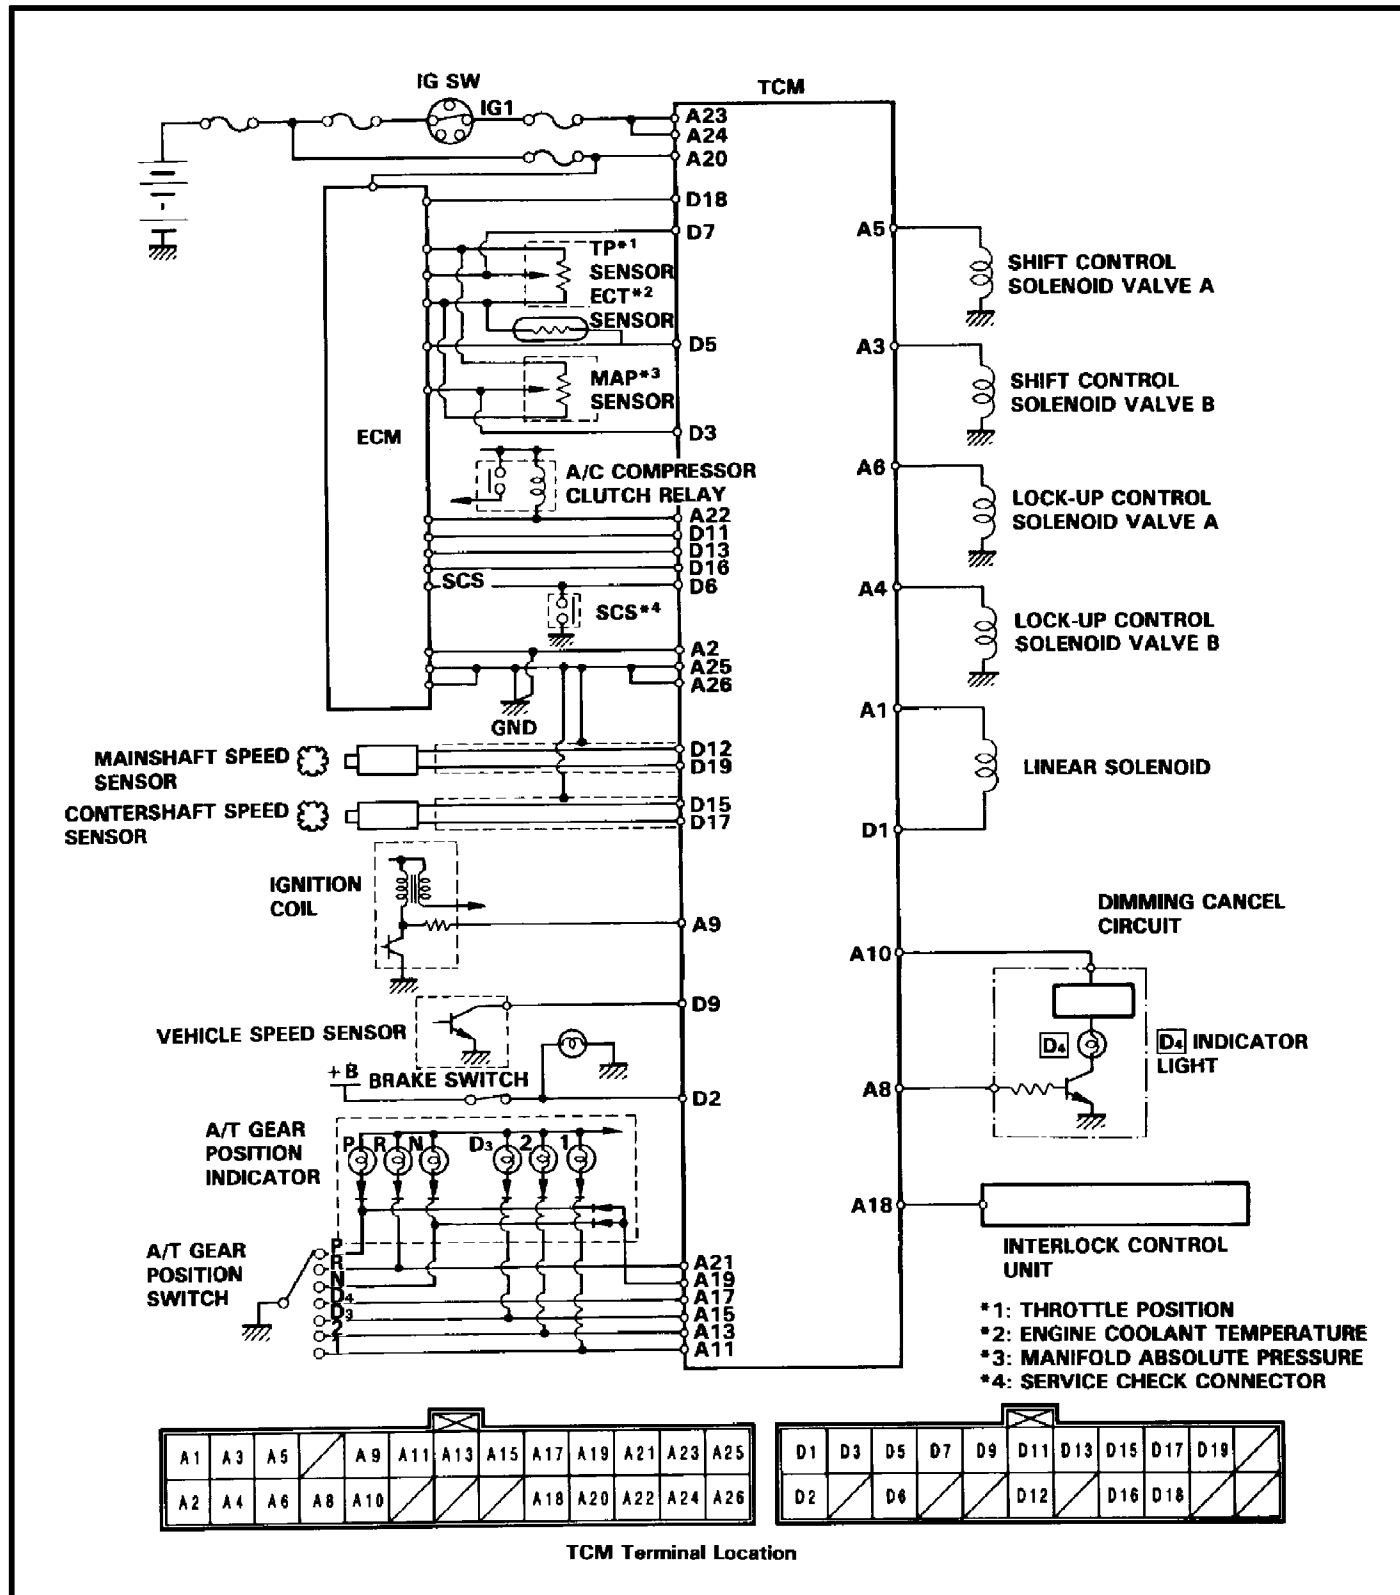 IG SW
TCM
IG1
A23
A24
A20
D18
D7
TP*1
SENSOR
ECT*2
SENSOR
D5
MAP*3
SENSOR
D3
ECM
A/C COMPRESSOR
CLUTCH RELAY
A22
D11
D13
D16
SCS
D6
SCS*4
A2
A25
A26
GND
MAINSHAFT SPEED
SENSOR
D12
D19
CONTERSHAFT SPEED
SENSOR
D15
D17
IGNITION
COIL
A9
VEHICLE SPEED SENSOR
D9
+B
BRAKE SWITCH
D2
A/T GEAR
POSITION
INDICATOR
P R N D3 2 1
A/T GEAR
POSITION
SWITCH
P
R
N
D4
D3
2
1
A21
A19
A17
A15
A13
A11
A5
SHIFT CONTROL
SOLENOID VALVE A
A3
SHIFT CONTROL
SOLENOID VALVE B
A6
LOCK-UP CONTROL
SOLENOID VALVE A
A4
LOCK-UP CONTROL
SOLENOID VALVE B
A1
LINEAR SOLENOID
D1
DIMMING CANCEL
CIRCUIT
A10
D4
D4 INDICATOR
LIGHT
A8
A18
INTERLOCK CONTROL
UNIT
*1: THROTTLE POSITION
*2: ENGINE COOLANT TEMPERATURE
*3: MANIFOLD ABSOLUTE PRESSURE
*4: SERVICE CHECK CONNECTOR
A1 A3 A5 A9 A11 A13 A15 A17 A19 A21 A23 A25
A2 A4 A6 A8 A10 A18 A20 A22 A24 A26
D1 D3 D5 D7 D9 D11 D13 D15 D17 D19
D2 D6 D12 D16 D18
TCM Terminal Location